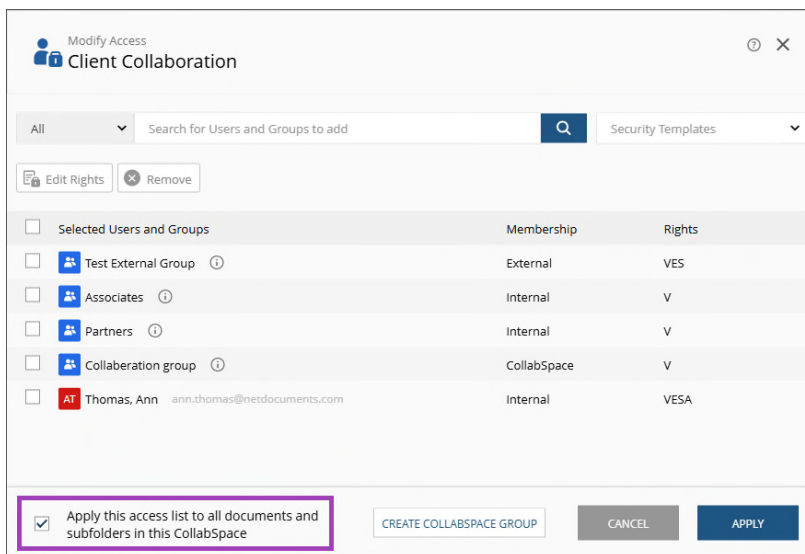 Modify Access
Client Collaboration
All
Search for Users and Groups to add
Security Templates
Edit Rights
Remove
Selected Users and Groups Membership Rights
Test External Group External VES
Associates Internal V
Partners Internal V
Collaberation group CollabSpace V
AT Thomas, Ann ann.thomas@netdocuments.com Internal VESA
Apply this access list to all documents and
subfolders in this CollabSpace
CREATE COLLABSPACE GROUP
CANCEL
APPLY